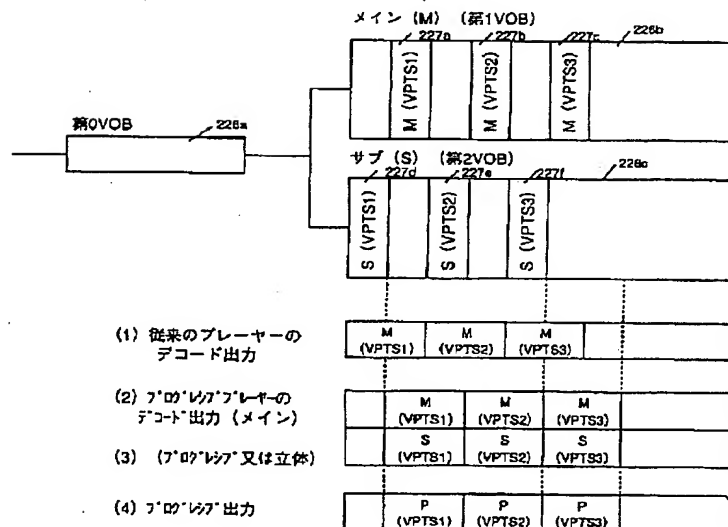 メイン (M) (第1VOB)
227a 227b 227c 226b
M (VPTS1)
M (VPTS2)
M (VPTS3)
第0VOB 226a
サブ (S) (第2VOB)
227d 227e 227f 226c
S (VPTS1)
S (VPTS2)
S (VPTS3)
(1) 従来のプレーヤーの
デコード出力
M M M
(VPTS1) (VPTS2) (VPTS3)
(2) プログレシブプレーヤーの
デコード出力 (メイン)
M M M
(VPTS1) (VPTS2) (VPTS3)
(3) (プログレシブ又は立体)
S S S
(VPTS1) (VPTS2) (VPTS3)
(4) プログレシブ出力
P P P
(VPTS1) (VPTS2) (VPTS3)